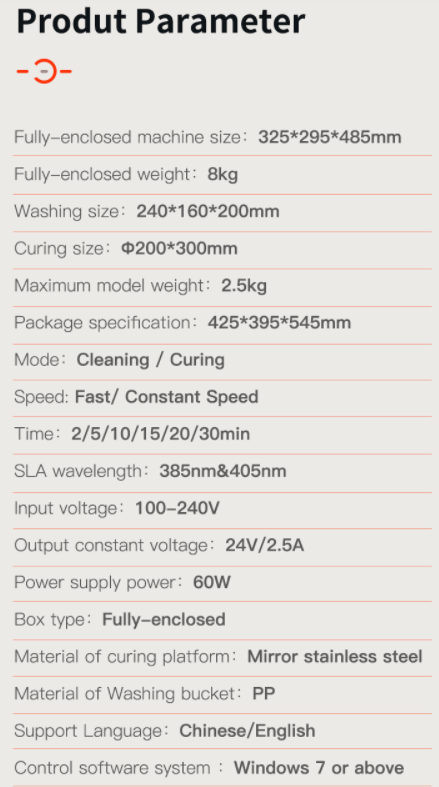 Produt Parameter
Fully-enclosed machine size: 325*295*485mm
Fully-enclosed weight: 8kg
Washing size: 240*160*200mm
Curing size: Φ200*300mm
Maximum model weight: 2.5kg
Package specification: 425*395*545mm
Mode: Cleaning / Curing
Speed: Fast/ Constant Speed
Time: 2/5/10/15/20/30min
SLA wavelength: 385nm&405nm
Input voltage: 100-240V
Output constant voltage: 24V/2.5A
Power supply power: 60W
Box type: Fully-enclosed
Material of curing platform: Mirror stainless steel
Material of Washing bucket: PP
Support Language: Chinese/English
Control software system : Windows 7 or above